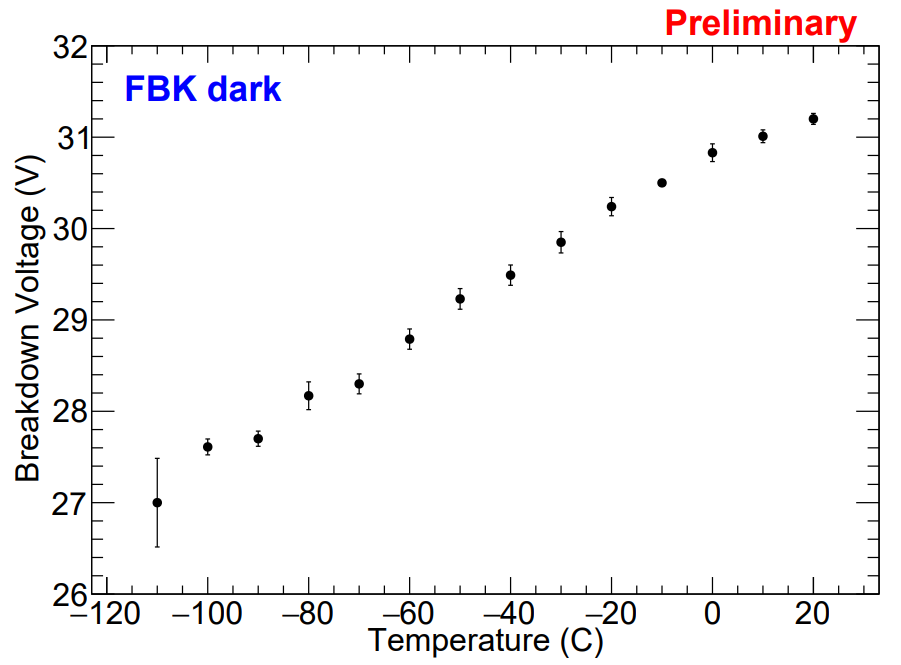 Preliminary
FBK dark
Breakdown Voltage (V)
32
31
30
29
28
27
26
−120 −100 −80 −60 −40 −20 0 20
Temperature (C)